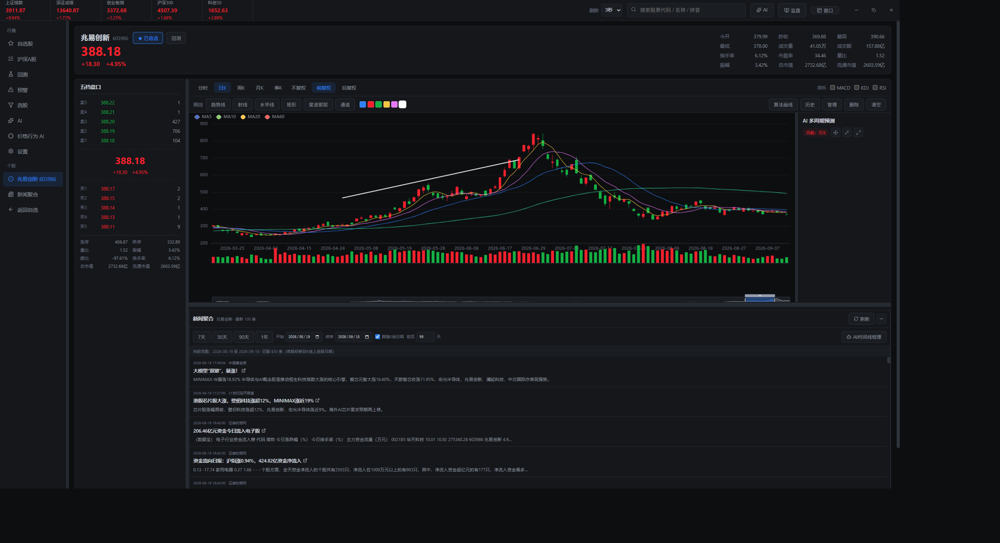 上证指数 深证成指 创业板指 沪深300 科创50
3911.87 13640.87 3372.68 4507.39 1652.63
+0.94% +1.72% +2.25% +1.06% +2.88%
刷新 3秒 搜索股票代码 / 名称 / 拼音 AI 监盘 窗口
行情
自选股
沪深A股
回测
预警
选股
AI
价格行为 AI
设置
个股
兆易创新 603986
新闻聚合
返回自选
兆易创新 603986 ★ 已自选 回测
388.18
+18.30 +4.95%
今开 379.99 昨收 369.88 最高 390.66
最低 378.00 成交量 41.05万 成交额 157.88亿
换手率 6.12% 市盈率 34.46 量比 1.52
振幅 3.42% 总市值 2732.68亿 流通市值 2603.59亿
五档盘口
卖5 388.22 1
卖4 388.21 1
卖3 388.20 427
卖2 388.19 706
卖1 388.18 104
388.18
+18.30 +4.95%
买1 388.17 2
买2 388.15 2
买3 388.14 1
买4 388.13 1
买5 388.11 9
涨停 406.87 跌停 332.89
量比 1.52 振幅 3.42%
委比 -97.61% 换手率 6.12%
总市值 2732.68亿 流通市值 2603.59亿
分时 日K 周K 月K 季K 不复权 前复权 后复权 指标 MACD KDJ RSI
画线 趋势线 射线 水平线 矩形 斐波那契 通道 算法画线 历史 管理 删除 清空
MA5 MA10 MA20 MA60
900
800
700
600
500
400
300
200
2026-03-25 2026-04-03 2026-04-15 2026-04-24 2026-05-08 2026-05-19 2026-05-28 2026-06-08 2026-06-17 2026-06-29 2026-07-17 2026-08-06 2026-08-18 2026-08-27 2026-09-07
AI 多周期预测
当前：日K
新闻聚合 兆易创新 · 最新 100 条 刷新
7天 30天 90天 1年 开始 2026/08/19 结束 2026/09/18 跟随K线日期 前后 10 天 AI时间线梳理
当前范围：2026-08-19 至 2026-09-18 · 匹配 830 条（将鼠标移到K线上选择日期）
2026-09-18 17:56:04 中国基金报
大模型“双雄”，暴涨！
MINIMAX-W暴涨18.92% 半导体与AI概念股是推动恒生科技指数大涨的核心引擎，爱芯元智大涨16.60%，天数智芯收涨11.95%，宏光半导体、兆易创新、澜起科技、中芯国际亦表现强势。
2026-09-18 17:27:00 21世纪经济报道
港股芯片股大涨，壁仞科技涨超12%，MINIMAX涨近19%
芯片股涨幅居前，壁仞科技涨超12%，兆易创新、宏光半导体涨近9%。海外AI芯片需求预期再上修。
2026-09-18 16:45:00 证券时报网
206.46亿元资金今日流入电子股
（数据宝） 电子行业资金流入榜 代码 简称 今日涨跌幅（%） 今日换手率（%） 主力资金流量（万元） 002185 华天科技 10.01 10.92 275340.28 603986 兆易创新 4.9...
2026-09-18 16:43:00 证券时报网
资金流向日报：沪指涨0.94%，424.82亿资金净流入
0.13 -17.74 家用电器 0.37 1.66 - - - 个股方面，全天资金净流入的个股共有2503只，净流入在1000万元以上的有903只，其中，净流入资金超亿元的有177只，净流入资金最多...
2026-09-18 16:43:00 证券时报网